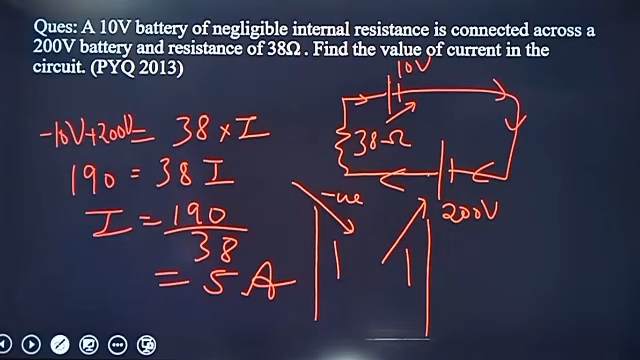 Ques: A 10V battery of negligible internal resistance is connected across a
200V battery and resistance of 38Ω. Find the value of current in the
circuit. (PYQ 2013)
10V
38Ω
-10V+200V = 38 × I
190 = 38 I
-ve
200V
I = 190
38
= 5 A